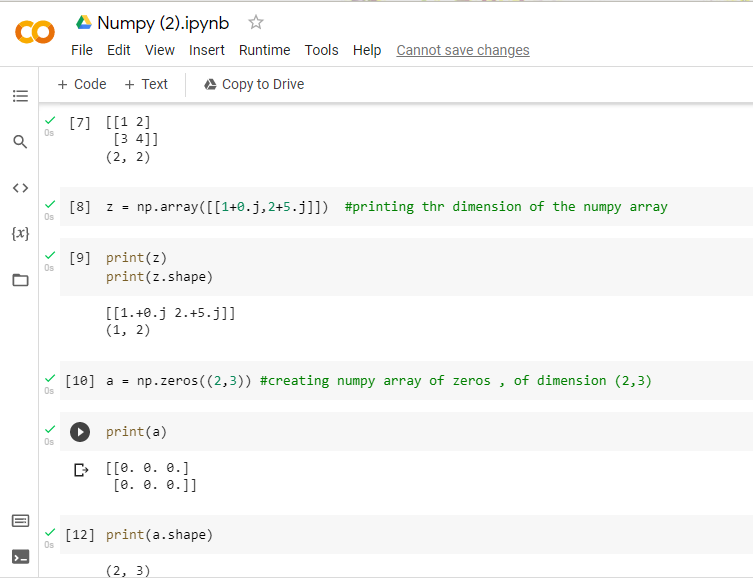 Numpy (2).ipynb
File Edit View Insert Runtime Tools Help Cannot save changes
+ Code + Text Copy to Drive
0s
[7] [[1 2]
[3 4]]
(2, 2)
0s
[8] z = np.array([[1+0.j,2+5.j]]) #printing thr dimension of the numpy array
0s
[9] print(z)
print(z.shape)
[[1.+0.j 2.+5.j]]
(1, 2)
0s
[10] a = np.zeros((2,3)) #creating numpy array of zeros , of dimension (2,3)
0s
print(a)
[[0. 0. 0.]
[0. 0. 0.]]
0s
[12] print(a.shape)
(2, 3)
{x}